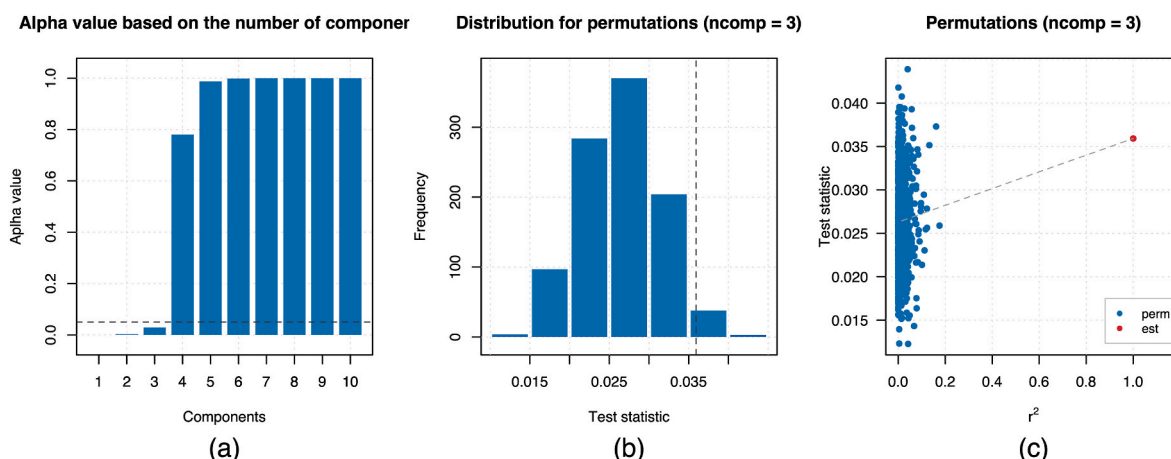 Alpha value based on the number of componer
Aplha value
0.0 0.2 0.4 0.6 0.8 1.0
1 2 3 4 5 6 7 8 9 10
Components
(a)
Distribution for permutations (ncomp = 3)
Frequency
0 100 200 300
0.015 0.025 0.035
Test statistic
(b)
Permutations (ncomp = 3)
Test statistic
0.040
0.035
0.030
0.025
0.020
0.015
perm
est
0.0 0.2 0.4 0.6 0.8 1.0
r²
(c)